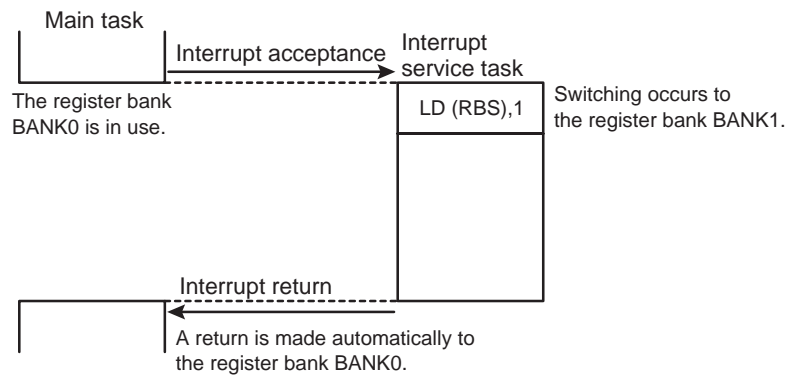 Main task
Interrupt acceptance
Interrupt
service task
The register bank
BANK0 is in use.
LD (RBS),1
Switching occurs to
the register bank BANK1.
Interrupt return
A return is made automatically to
the register bank BANK0.